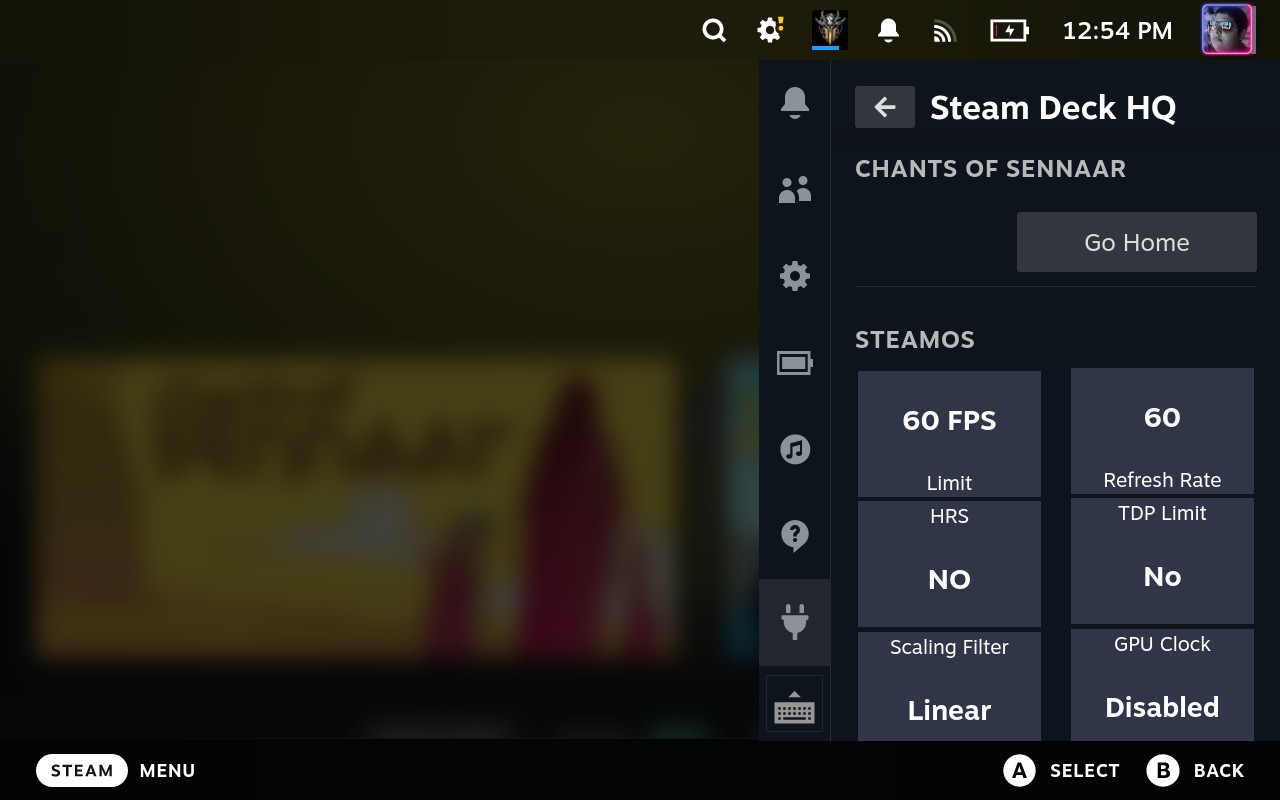 12:54 PM
Steam Deck HQ
CHANTS OF SENNAAR
Go Home
STEAMOS
60 FPS
Limit
60
Refresh Rate
HRS
NO
TDP Limit
No
Scaling Filter
Linear
GPU Clock
Disabled
STEAM MENU
A SELECT B BACK